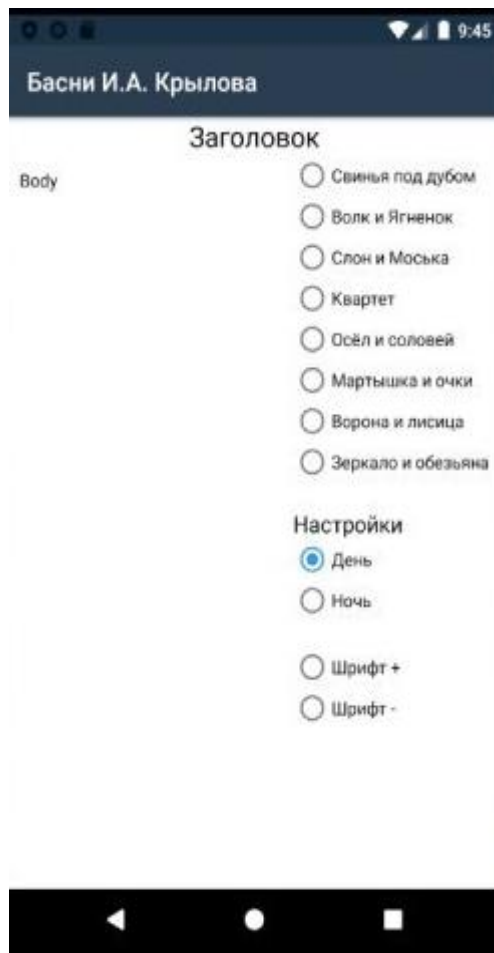 9:45
Басни И.А. Крылова
Заголовок
Body
Свинья под дубом
Волк и Ягненок
Слон и Моська
Квартет
Осёл и соловей
Мартышка и очки
Ворона и лисица
Зеркало и обезьяна
Настройки
День
Ночь
Шрифт +
Шрифт -